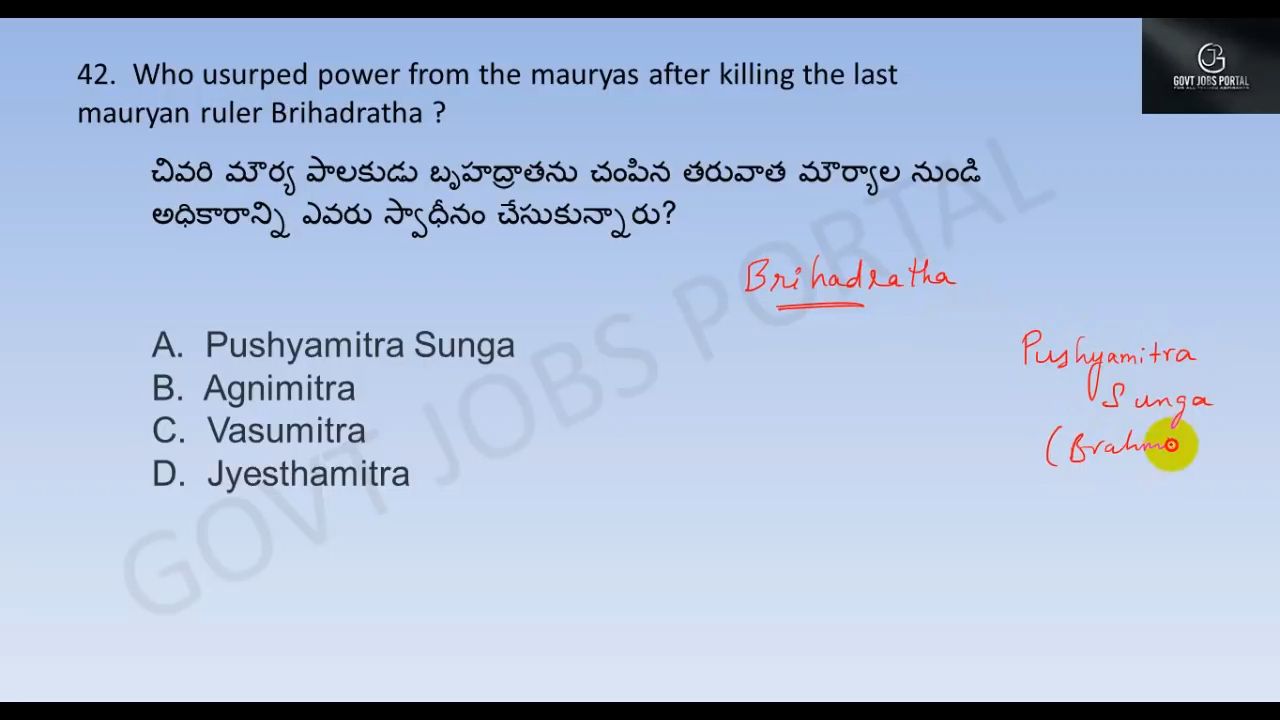 42. Who usurped power from the mauryas after killing the last
mauryan ruler Brihadratha ?
చివరి మౌర్య పాలకుడు బృహద్రాతను చంపిన తరువాత మౌర్యాల నుండి
అధికారాన్ని ఎవరు స్వాధీనం చేసుకున్నారు?
Brihadratha
A. Pushyamitra Sunga
B. Agnimitra
C. Vasumitra
D. Jyesthamitra
Pushyamitra
Sunga
(Brahm
GOVT JOBS PORTAL
GOVT JOBS PORTAL